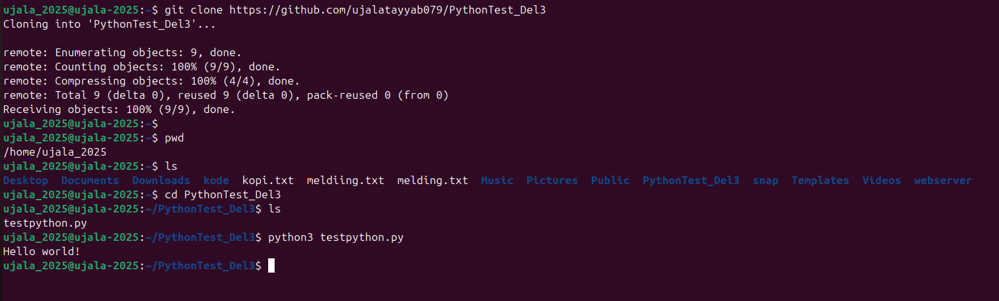 ujala_2025@ujala-2025:~$ git clone https://github.com/ujalatayyab079/PythonTest_Del3
Cloning into 'PythonTest_Del3'...
remote: Enumerating objects: 9, done.
remote: Counting objects: 100% (9/9), done.
remote: Compressing objects: 100% (4/4), done.
remote: Total 9 (delta 0), reused 9 (delta 0), pack-reused 0 (from 0)
Receiving objects: 100% (9/9), done.
ujala_2025@ujala-2025:~$
ujala_2025@ujala-2025:~$ pwd
/home/ujala_2025
ujala_2025@ujala-2025:~$ ls
Desktop  Documents  Downloads  kode  kopi.txt  meldiing.txt  melding.txt  Music  Pictures  Public  PythonTest_Del3  snap  Templates  Videos  webserver
ujala_2025@ujala-2025:~$ cd PythonTest_Del3
ujala_2025@ujala-2025:~/PythonTest_Del3$ ls
testpython.py
ujala_2025@ujala-2025:~/PythonTest_Del3$ python3 testpython.py
Hello world!
ujala_2025@ujala-2025:~/PythonTest_Del3$